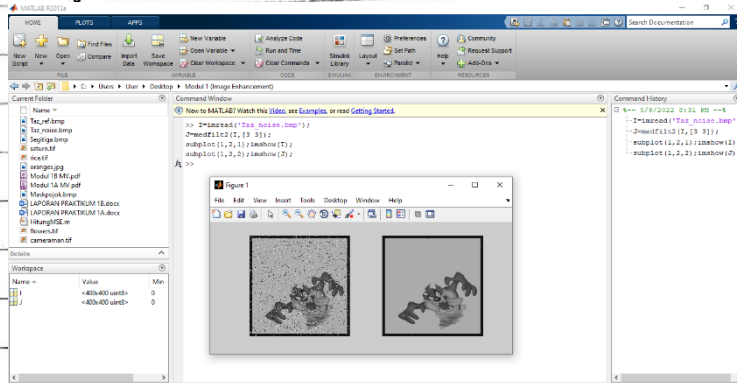 MATLAB R2013a
HOME PLOTS APPS
Search Documentation
New Script
New
Open
Find Files
Compare
Import Data
Save Workspace
New Variable
Open Variable
Clear Workspace
Analyze Code
Run and Time
Clear Commands
Simulink Library
Layout
Preferences
Set Path
Parallel
Help
Community
Request Support
Add-Ons
FILE VARIABLE CODE SIMULINK ENVIRONMENT RESOURCES
C: Users User Desktop Modul 1 (Image Enhancement)
Current Folder
Name
Taz_ref.bmp
Taz_noise.bmp
Segitiga.bmp
saturn.tif
rice.tif
oranges.jpg
Modul 1B MV.pdf
Modul 1A MV.pdf
Maskpojok.bmp
LAPORAN PRAKTIKUM 1B.docx
LAPORAN PRAKTIKUM 1A.docx
HitungMSE.m
flowers.tif
cameraman.tif
Details
Workspace
Name Value Min
I <400x400 uint8> 0
J <400x400 uint8> 0
Command Window
New to MATLAB? Watch this Video, see Examples, or read Getting Started.
>> I=imread('Taz_noise.bmp');
J=medfilt2(I,[3 3]);
subplot(1,2,1);imshow(I);
subplot(1,2,2);imshow(J);
fx >>
Figure 1
File Edit View Insert Tools Desktop Window Help
Command History
%-- 5/9/2022 8:31 PM --%
I=imread('Taz_noise.bmp'
J=medfilt2(I,[3 3]);
subplot(1,2,1);imshow(I)
subplot(1,2,2);imshow(J)